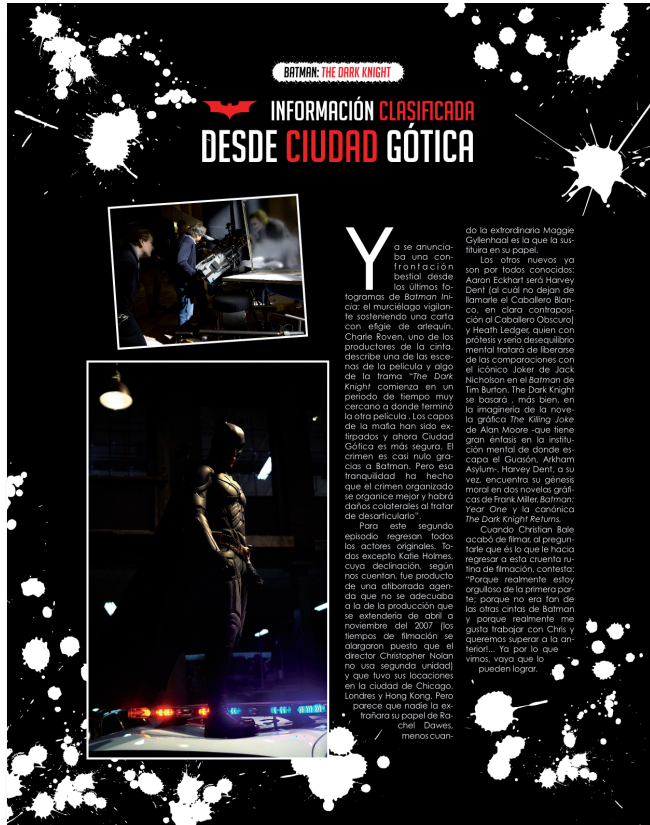 BATMAN: THE DARK KNIGHT
INFORMACIÓN CLASIFICADA
DESDE CIUDAD GÓTICA
Ya se anuncia-
ba una con-
frontación
bestial desde
los últimos fo-
togramas de Batman Ini-
cia: el murciélago vigilan-
te sosteniendo una carta
con efigie de arlequín.
Charle Roven, uno de los
productores de la cinta,
describe una de las esce-
nas de la película y algo
de la trama "The Dark
Knight comienza en un
periodo de tiempo muy
cercano a donde terminó
la otra película . Los capos
de la mafia han sido ex-
tirpados y ahora Ciudad
Gótica es más segura. El
crimen es casi nulo gra-
cias a Batman. Pero esa
tranquilidad ha hecho
que el crimen organizado
se organice mejor y habrá
daños colaterales al tratar
de desarticularlo".
Para este segundo
episodio regresan todos
los actores originales. To-
dos excepto Katie Holmes,
cuya declinación, según
nos cuentan, fue producto
de una atiborrada agen-
da que no se adecuaba
a la de la producción que
se extendería de abril a
noviembre del 2007 (los
tiempos de filmación se
alargaron puesto que el
director Christopher Nolan
no usa segunda unidad)
y que tuvo sus locaciones
en la ciudad de Chicago,
Londres y Hong Kong. Pero
parece que nadie la ex-
trañara su papel de Ra-
chel Dawes,
menos cuan-
do la extrordinaria Maggie
Gyllenhaal es la que la sus-
tituira en su papel.
Los otros nuevos ya
son por todos conocidos:
Aaron Eckhart será Harvey
Dent (al cuál no dejan de
llamarle el Caballero Blan-
co, en clara contraposi-
ción al Caballero Obscuro)
y Heath Ledger, quien con
prótesis y serio desequilibrio
mental tratará de liberarse
de las comparaciones con
el icónico Joker de Jack
Nicholson en el Batman de
Tim Burton. The Dark Knight
se basará , más bien, en
la imaginería de la nove-
la gráfica The Killing Joke
de Alan Moore -que tiene
gran énfasis en la institu-
ción mental de donde es-
capa el Guasón, Arkham
Asylum-. Harvey Dent, a su
vez, encuentra su génesis
moral en dos novelas gráfi-
cas de Frank Miller, Batman:
Year One y la canónica
The Dark Knight Returns.
Cuando Christian Bale
acabó de filmar, al pregun-
tarle que és lo que le hacia
regresar a esta cruenta ru-
tina de filmación, contesta:
"Porque realmente estoy
orgulloso de la primera par-
te; porque no era fan de
las otras cintas de Batman
y porque realmente me
gusta trabajar con Chris y
queremos superar a la an-
terior!... Ya por lo que
vimos, vaya que lo
pueden lograr.